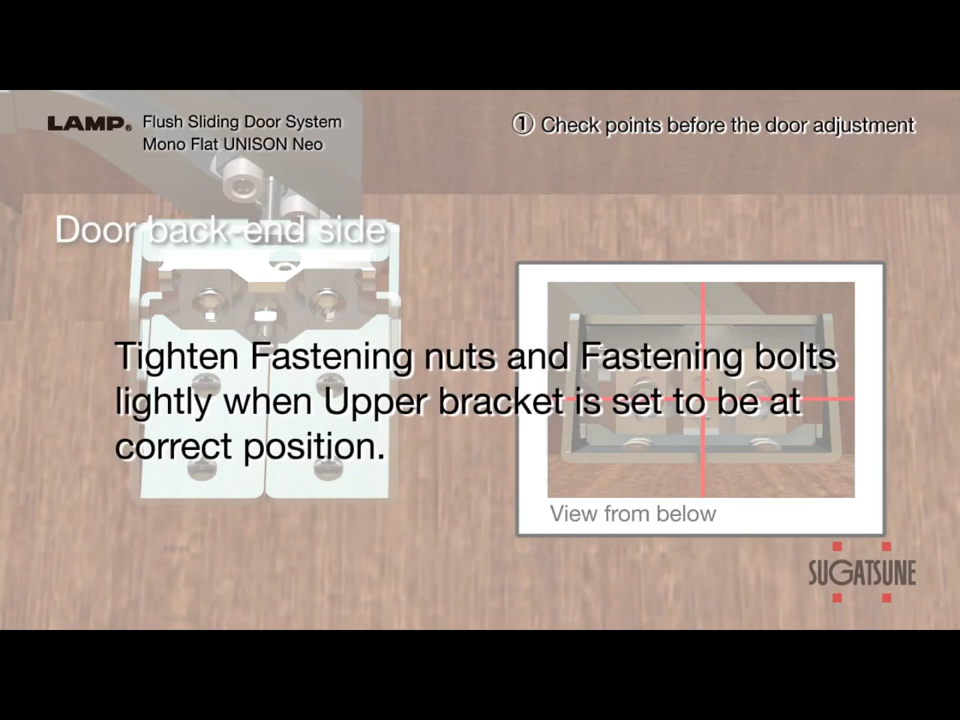 LAMP®
Flush Sliding Door System
Mono Flat UNISON Neo
① Check points before the door adjustment
Door back-end side
Tighten Fastening nuts and Fastening bolts
lightly when Upper bracket is set to be at
correct position.
View from below
SUGATSUNE